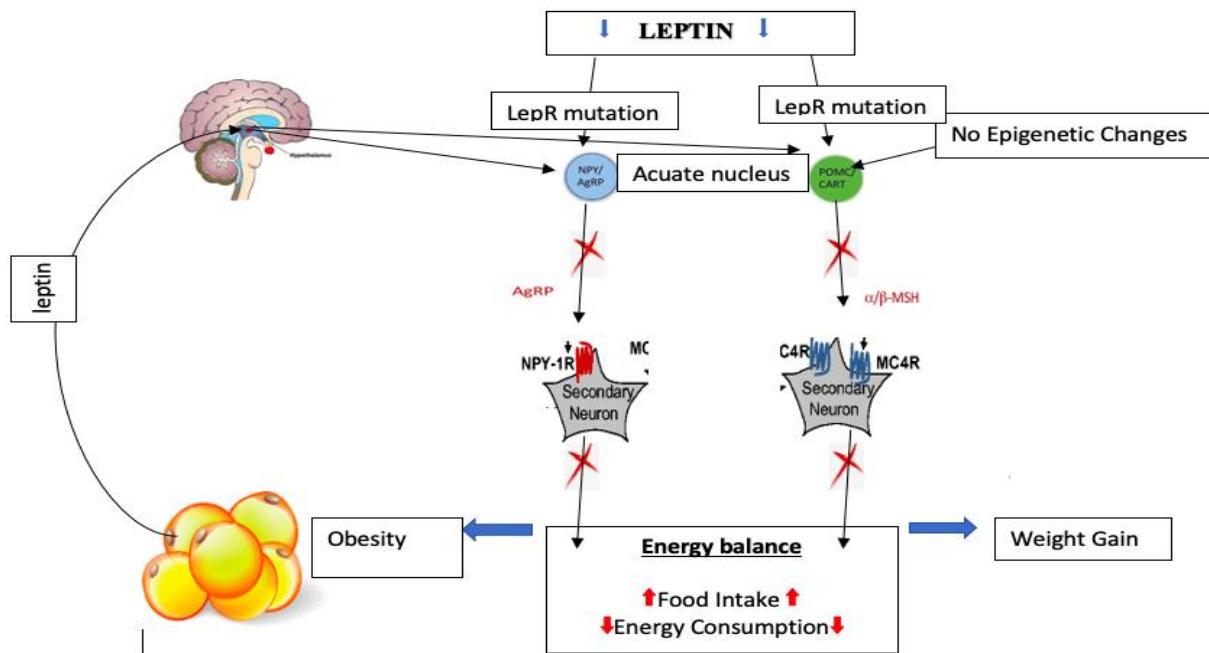 LEPTIN
LepR mutation
LepR mutation
No Epigenetic Changes
Hypothalamus
NPY/
AgRP
Acuate nucleus
POMC/
CART
leptin
AgRP
α/β-MSH
NPY-1R
MC
Secondary
Neuron
C4R
MC4R
Secondary
Neuron
Obesity
Energy balance
Food Intake
Energy Consumption
Weight Gain